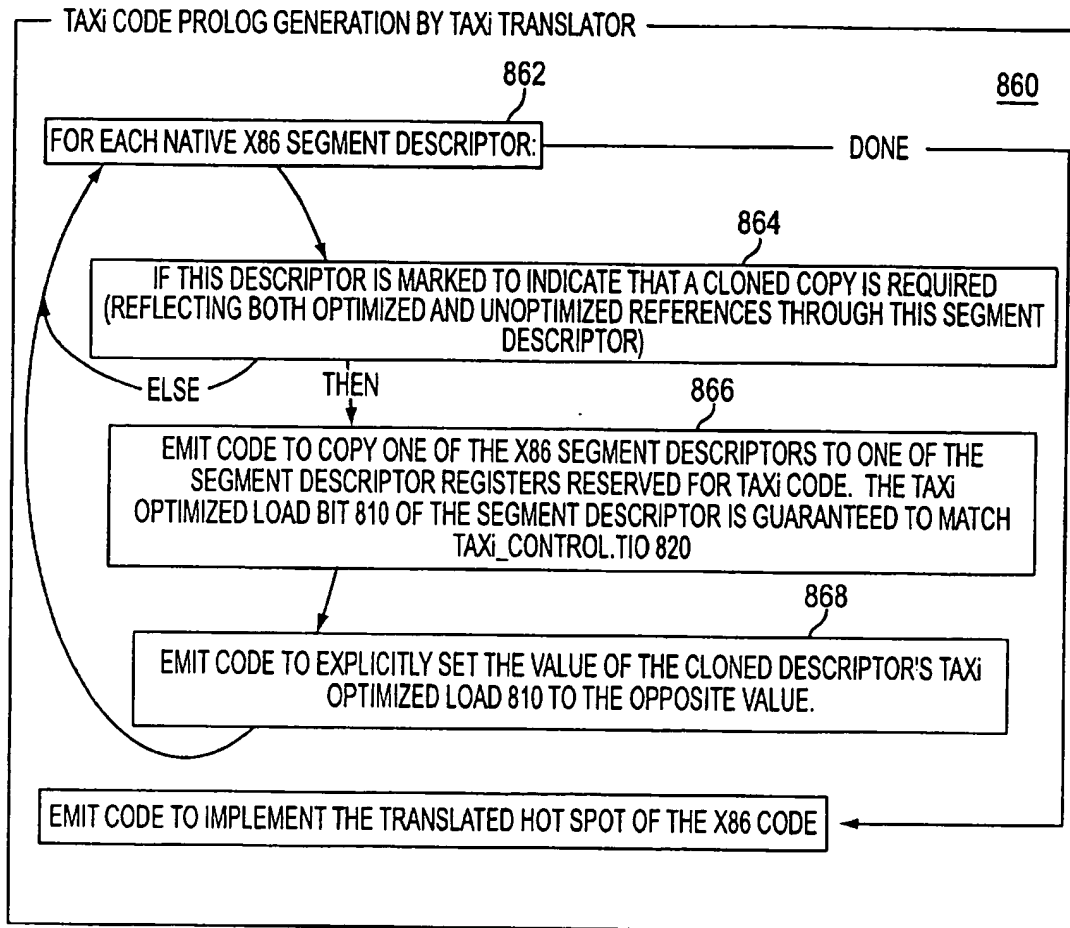 TAXi CODE PROLOG GENERATION BY TAXi TRANSLATOR
862
860
FOR EACH NATIVE X86 SEGMENT DESCRIPTOR:
DONE
864
IF THIS DESCRIPTOR IS MARKED TO INDICATE THAT A CLONED COPY IS REQUIRED
(REFLECTING BOTH OPTIMIZED AND UNOPTIMIZED REFERENCES THROUGH THIS SEGMENT
DESCRIPTOR)
ELSE
THEN
866
EMIT CODE TO COPY ONE OF THE X86 SEGMENT DESCRIPTORS TO ONE OF THE
SEGMENT DESCRIPTOR REGISTERS RESERVED FOR TAXi CODE. THE TAXi
OPTIMIZED LOAD BIT 810 OF THE SEGMENT DESCRIPTOR IS GUARANTEED TO MATCH
TAXi_CONTROL.TIO 820
868
EMIT CODE TO EXPLICITLY SET THE VALUE OF THE CLONED DESCRIPTOR'S TAXi
OPTIMIZED LOAD 810 TO THE OPPOSITE VALUE.
EMIT CODE TO IMPLEMENT THE TRANSLATED HOT SPOT OF THE X86 CODE